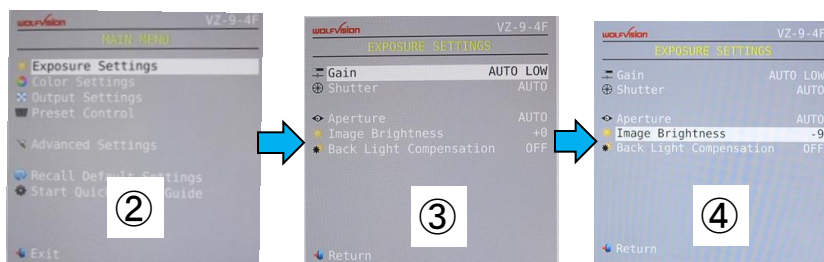 wolfvision VZ-9-4F
MAIN MENU
Exposure Settings
Color Settings
Output Settings
Preset Control
Advanced Settings
Recall Default Settings
Start Quick Guide
Exit
②
wolfvision VZ-9-4F
EXPOSURE SETTINGS
Gain AUTO LOW
Shutter AUTO
Aperture AUTO
Image Brightness +0
Back Light Compensation OFF
Return
③
wolfvision VZ-9-4F
EXPOSURE SETTINGS
Gain AUTO LOW
Shutter AUTO
Aperture AUTO
Image Brightness -9
Back Light Compensation OFF
Return
④